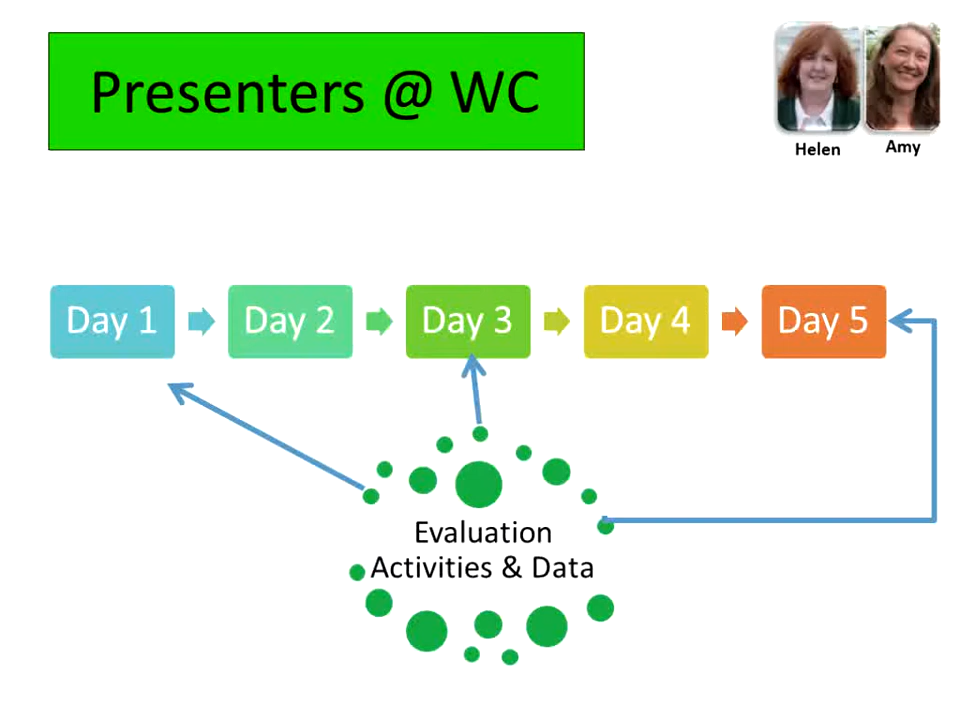 Presenters @ WC
Helen
Amy
Day 1
Day 2
Day 3
Day 4
Day 5
Evaluation
Activities & Data